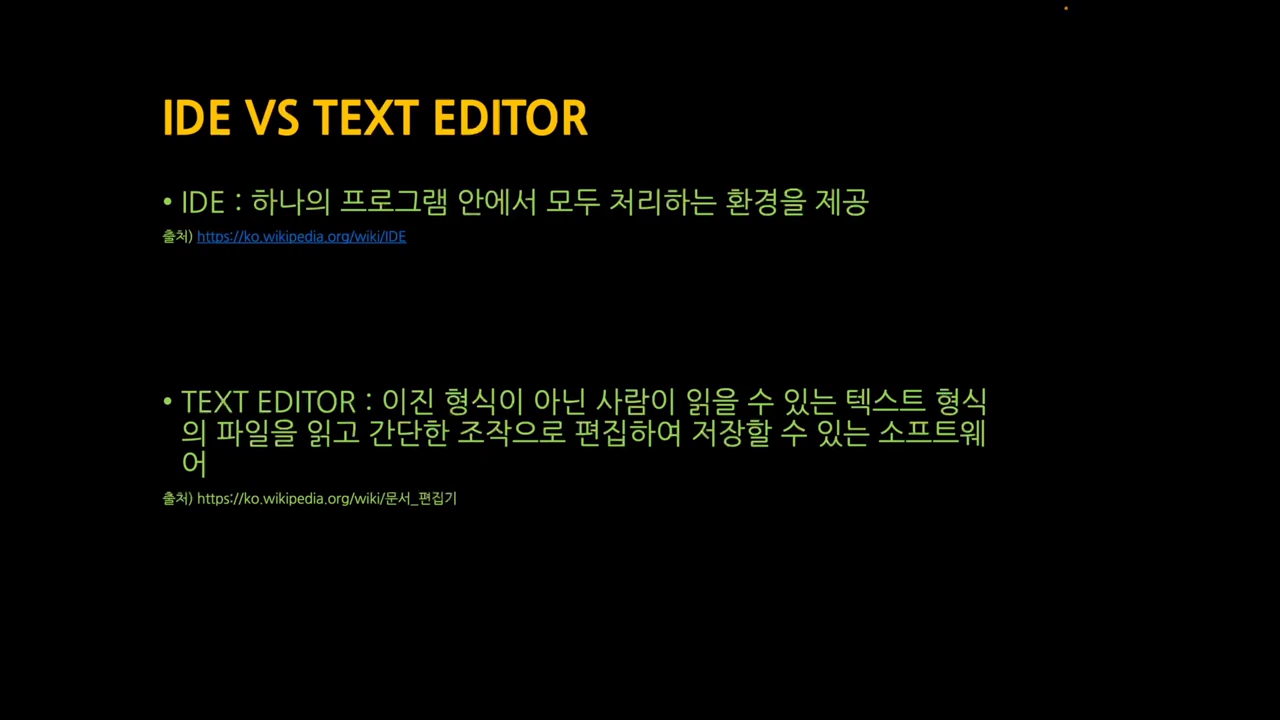 IDE VS TEXT EDITOR
• IDE : 하나의 프로그램 안에서 모두 처리하는 환경을 제공
출처) https://ko.wikipedia.org/wiki/IDE
• TEXT EDITOR : 이진 형식이 아닌 사람이 읽을 수 있는 텍스트 형식
의 파일을 읽고 간단한 조작으로 편집하여 저장할 수 있는 소프트웨
어
출처) https://ko.wikipedia.org/wiki/문서_편집기